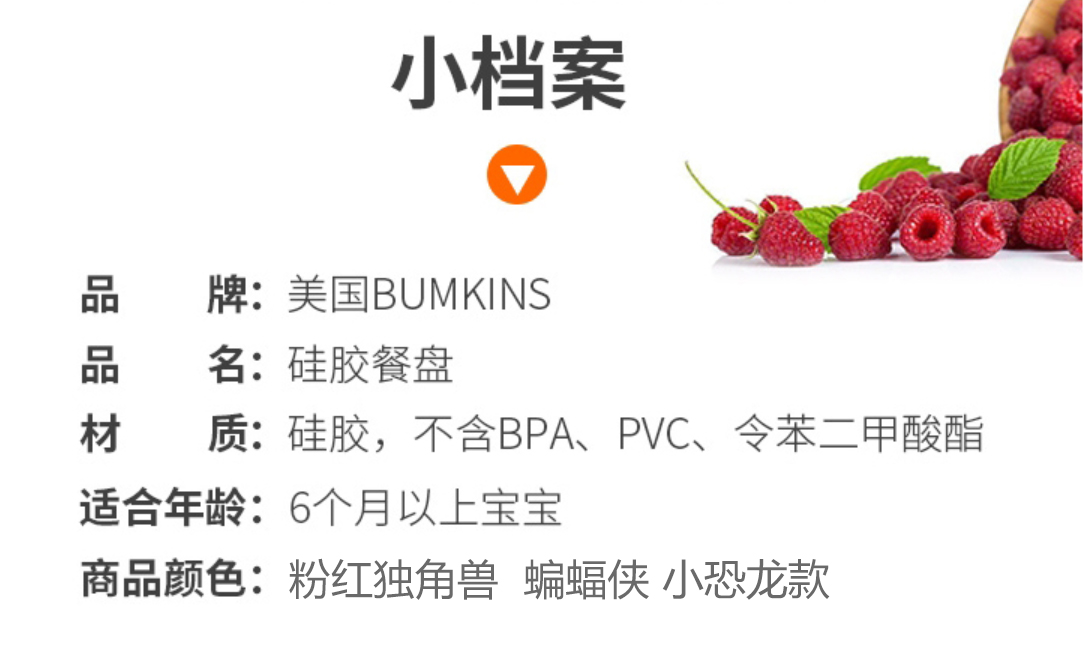 小档案
品牌：美国BUMKINS
品名：硅胶餐盘
材质：硅胶，不含BPA、PVC、令苯二甲酸酯
适合年龄：6个月以上宝宝
商品颜色：粉红独角兽 蝙蝠侠 小恐龙款